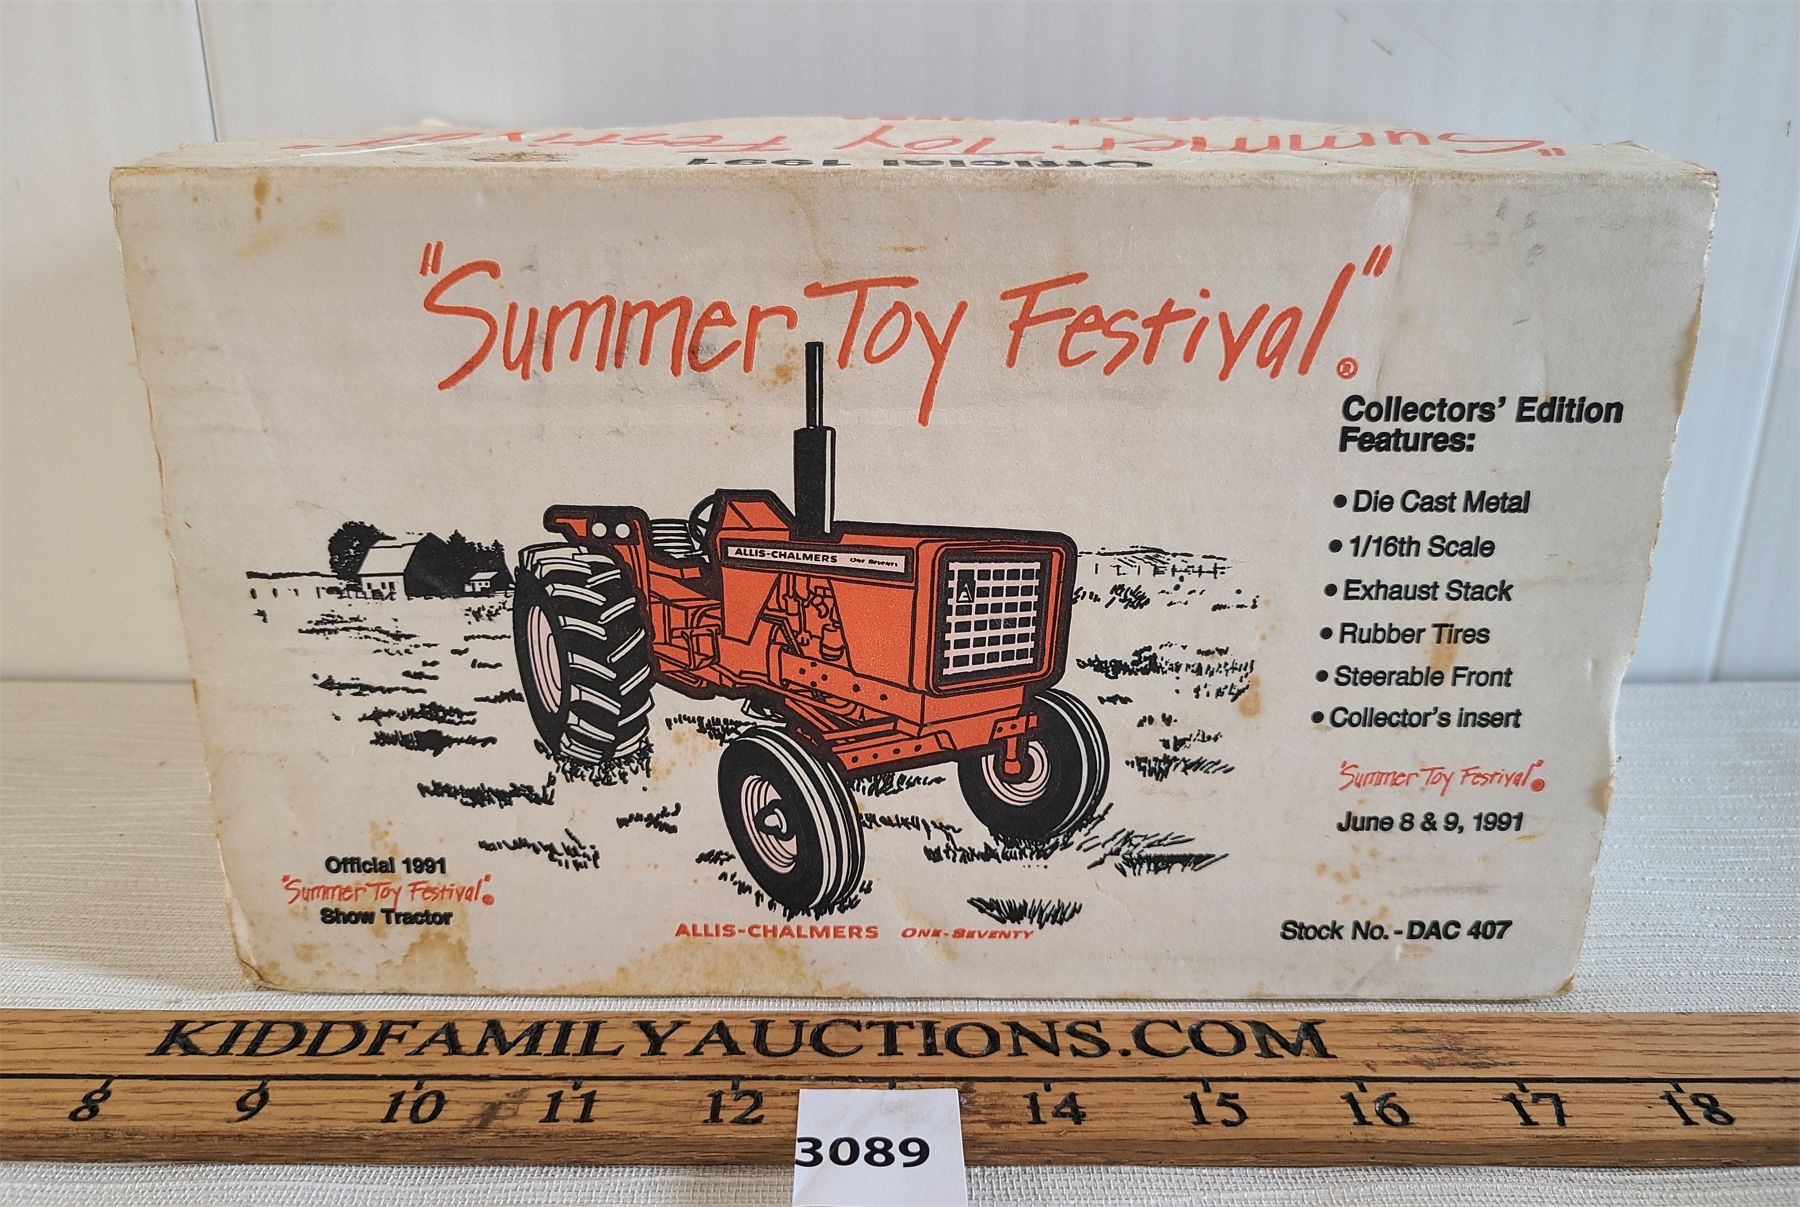 "Summer Toy Festival"
Official 1991
"Summer Toy Festival"®
Collectors' Edition
Features:
• Die Cast Metal
• 1/16th Scale
• Exhaust Stack
• Rubber Tires
• Steerable Front
• Collector's insert
"Summer Toy Festival"®
June 8 & 9, 1991
ALLIS-CHALMERS ONE-SEVENTY
A
Official 1991
"Summer Toy Festival"®
Show Tractor
ALLIS-CHALMERS ONE-SEVENTY
Stock No. - DAC 407
KIDDFAMILYAUCTIONS.COM
8 9 10 11 12 14 15 16 17 18
3089